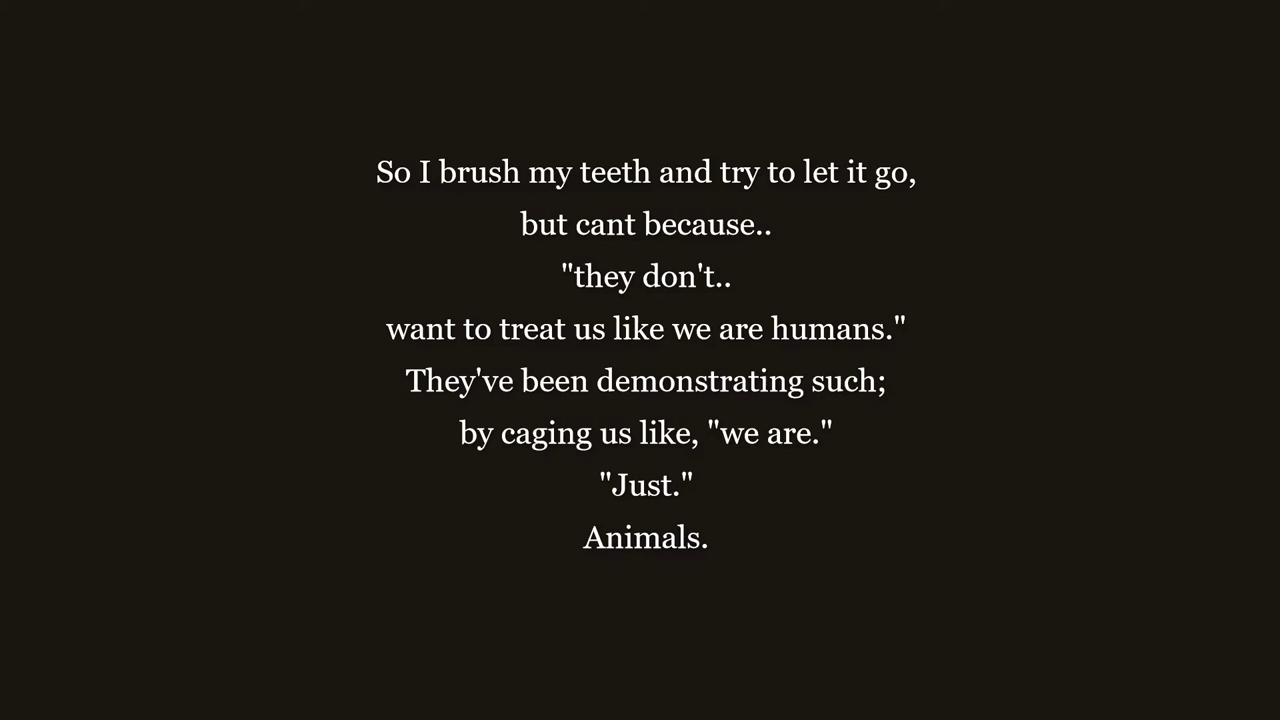 So I brush my teeth and try to let it go,
but cant because..
"they don't..
want to treat us like we are humans."
They've been demonstrating such;
by caging us like, "we are."
"Just."
Animals.